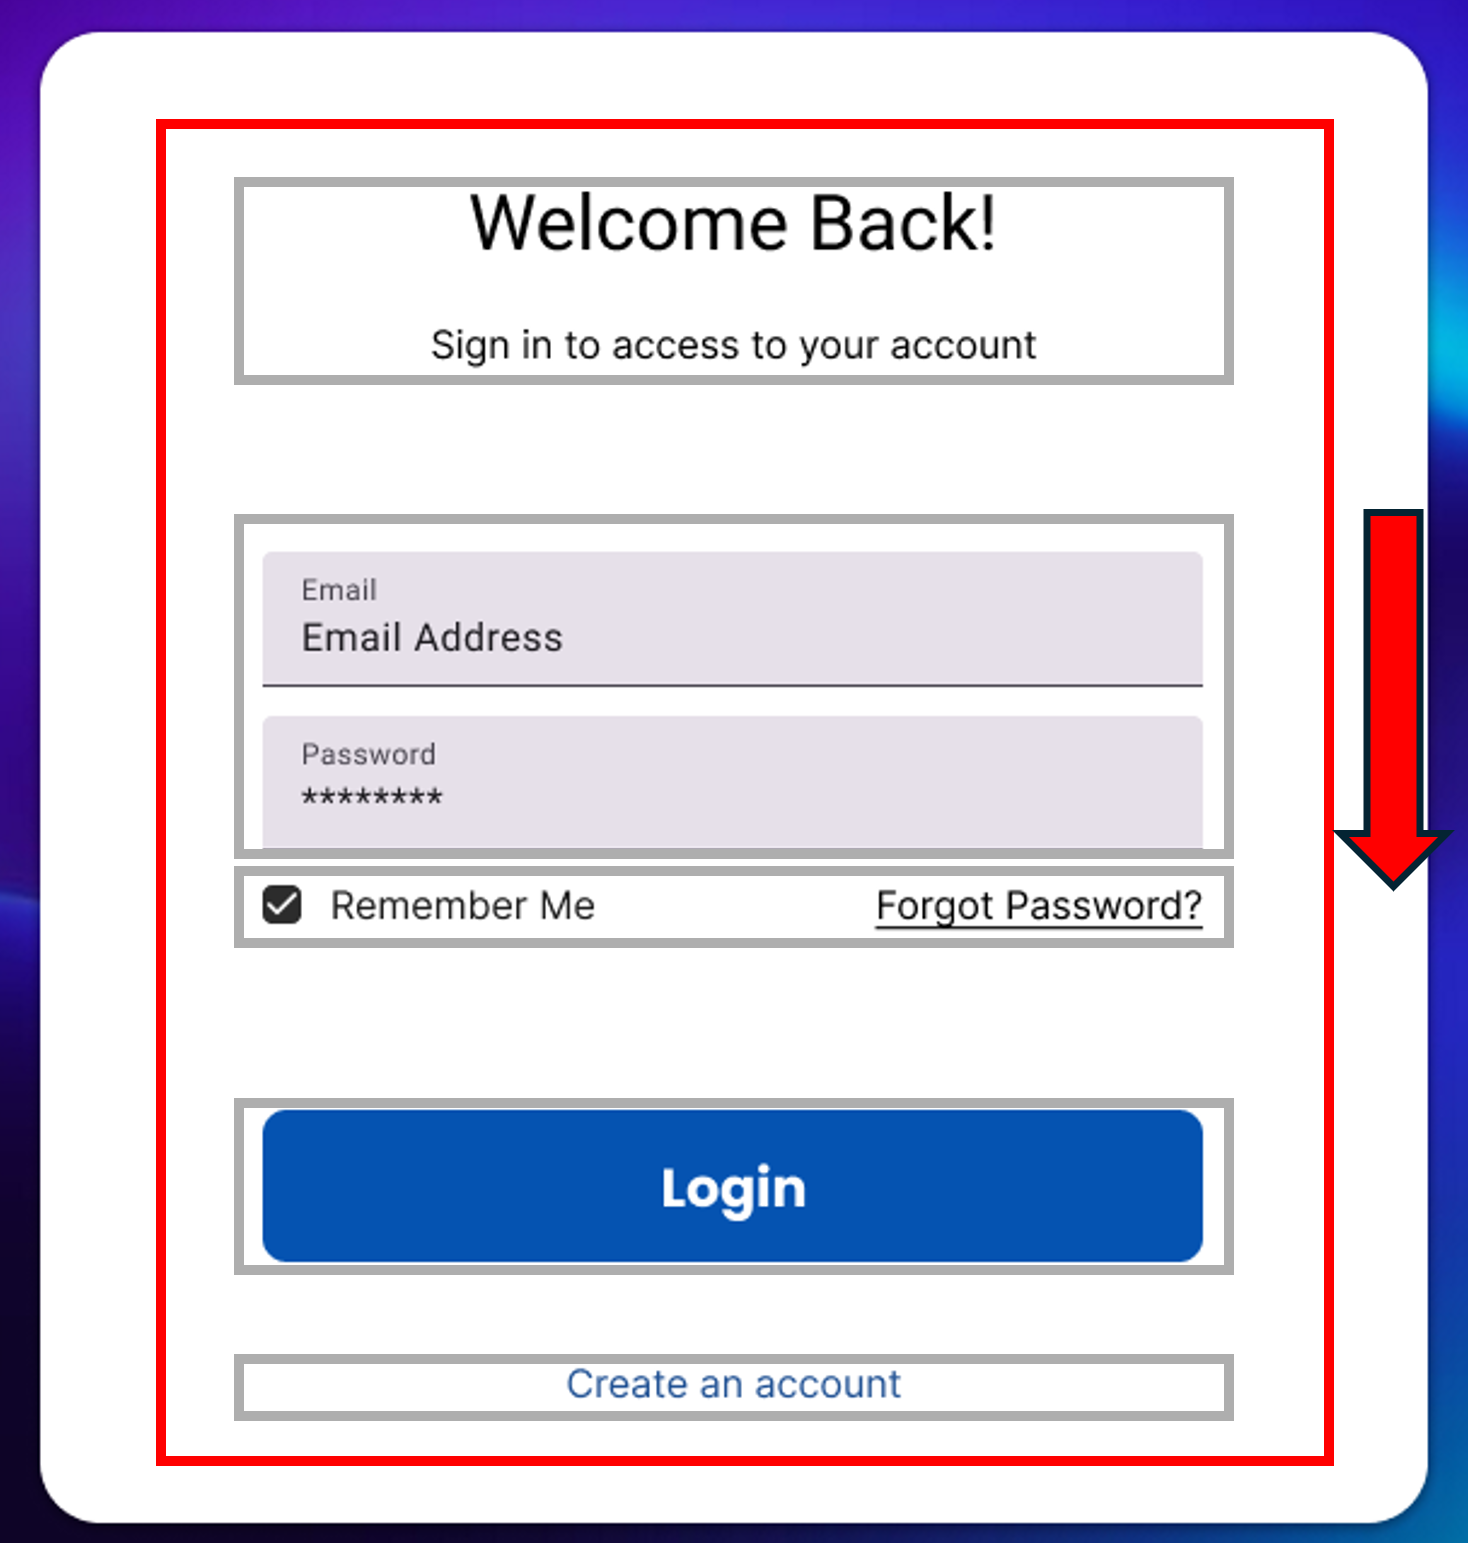 Welcome Back!
Sign in to access to your account
Email
Email Address
Password
********
Remember Me
Forgot Password?
Login
Create an account